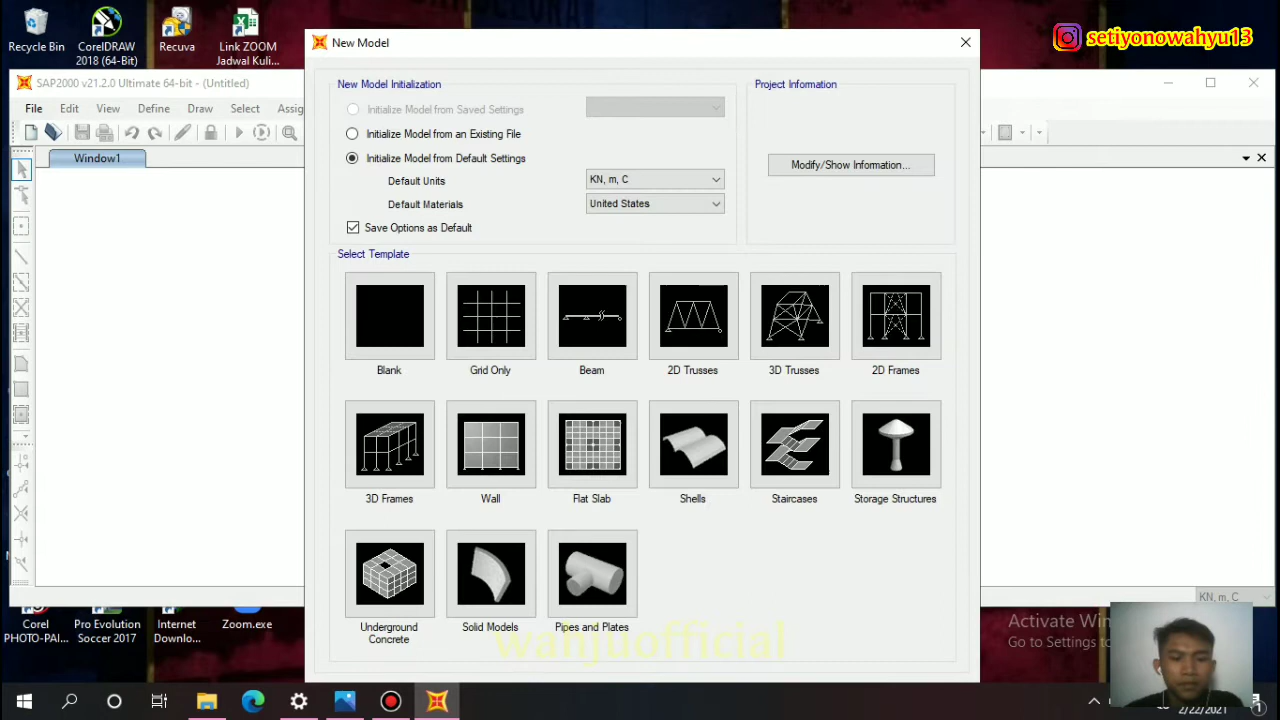 Recycle Bin
CorelDRAW
2018 (64-Bit)
Recuva
Link ZOOM
Jadwal Kuli...
setiyonowahyu13
SAP2000 v21.2.0 Ultimate 64-bit - (Untitled)
File Edit View Define Draw Select Assig
Window1
New Model
New Model Initialization
Initialize Model from Saved Settings
Initialize Model from an Existing File
Initialize Model from Default Settings
Default Units KN, m, C
Default Materials United States
Save Options as Default
Project Information
Modify/Show Information...
Select Template
Blank Grid Only Beam 2D Trusses 3D Trusses 2D Frames
3D Frames Wall Flat Slab Shells Staircases Storage Structures
Underground
Concrete
Solid Models Pipes and Plates
wahjuofficial
KN, m, C
Corel
PHOTO-PAI...
Pro Evolution
Soccer 2017
Internet
Downlo...
Zoom.exe
Activate Win
Go to Settings to
2/22/2021